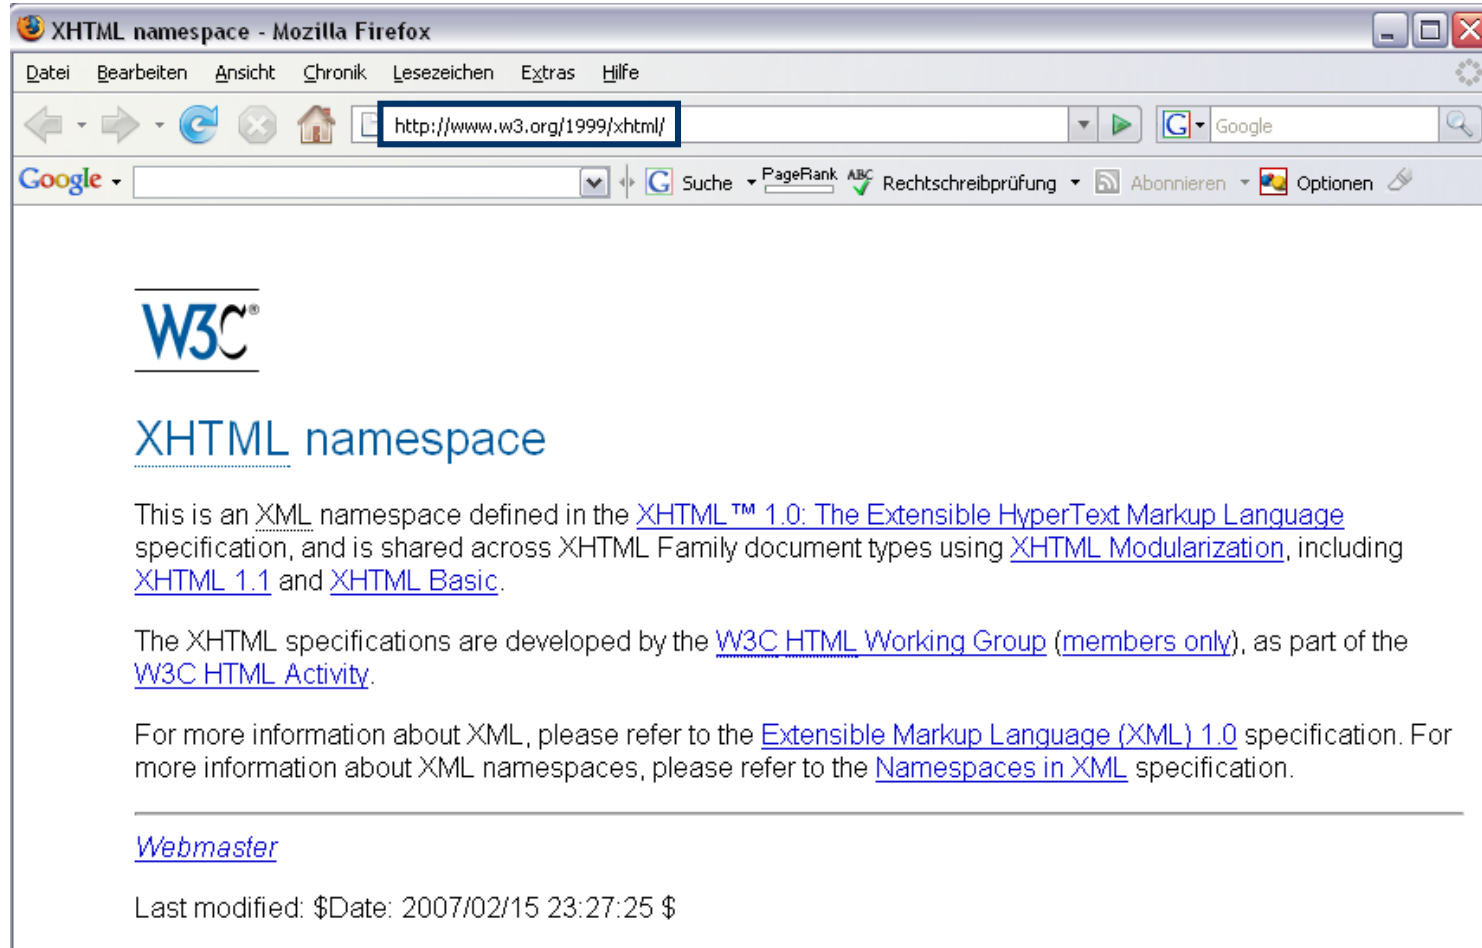 XHTML namespace - Mozilla Firefox
Datei Bearbeiten Ansicht Chronik Lesezeichen Extras Hilfe
http://www.w3.org/1999/xhtml/ G Google
Google G Suche PageRank ABC Rechtschreibprüfung Abonnieren Optionen
W3C®
XHTML namespace
This is an XML namespace defined in the XHTML™ 1.0: The Extensible HyperText Markup Language
specification, and is shared across XHTML Family document types using XHTML Modularization, including
XHTML 1.1 and XHTML Basic.
The XHTML specifications are developed by the W3C HTML Working Group (members only), as part of the
W3C HTML Activity.
For more information about XML, please refer to the Extensible Markup Language (XML) 1.0 specification. For
more information about XML namespaces, please refer to the Namespaces in XML specification.
Webmaster
Last modified: $Date: 2007/02/15 23:27:25 $